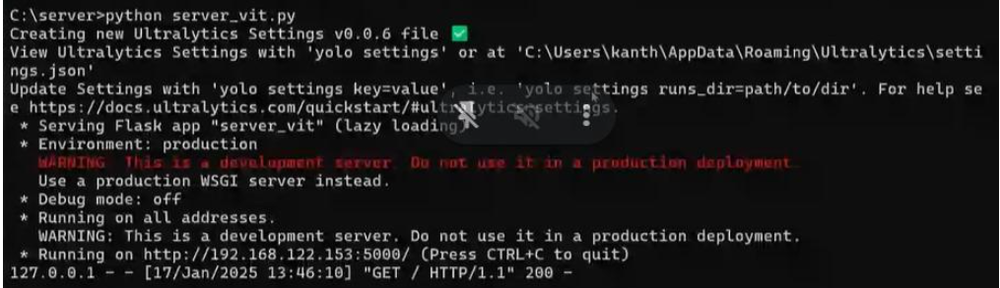 C:\server>python server_vit.py
Creating new Ultralytics Settings v0.0.6 file ✅
View Ultralytics Settings with 'yolo settings' or at 'C:\Users\kanth\AppData\Roaming\Ultralytics\setti
ngs.json'
Update Settings with 'yolo settings key=value', i.e. 'yolo settings runs_dir=path/to/dir'. For help se
e https://docs.ultralytics.com/quickstart/#ultralytics-settings.
* Serving Flask app "server_vit" (lazy loading)
* Environment: production
WARNING: This is a development server. Do not use it in a production deployment.
Use a production WSGI server instead.
* Debug mode: off
* Running on all addresses.
WARNING: This is a development server. Do not use it in a production deployment.
* Running on http://192.168.122.153:5000/ (Press CTRL+C to quit)
127.0.0.1 - - [17/Jan/2025 13:46:10] "GET / HTTP/1.1" 200 -